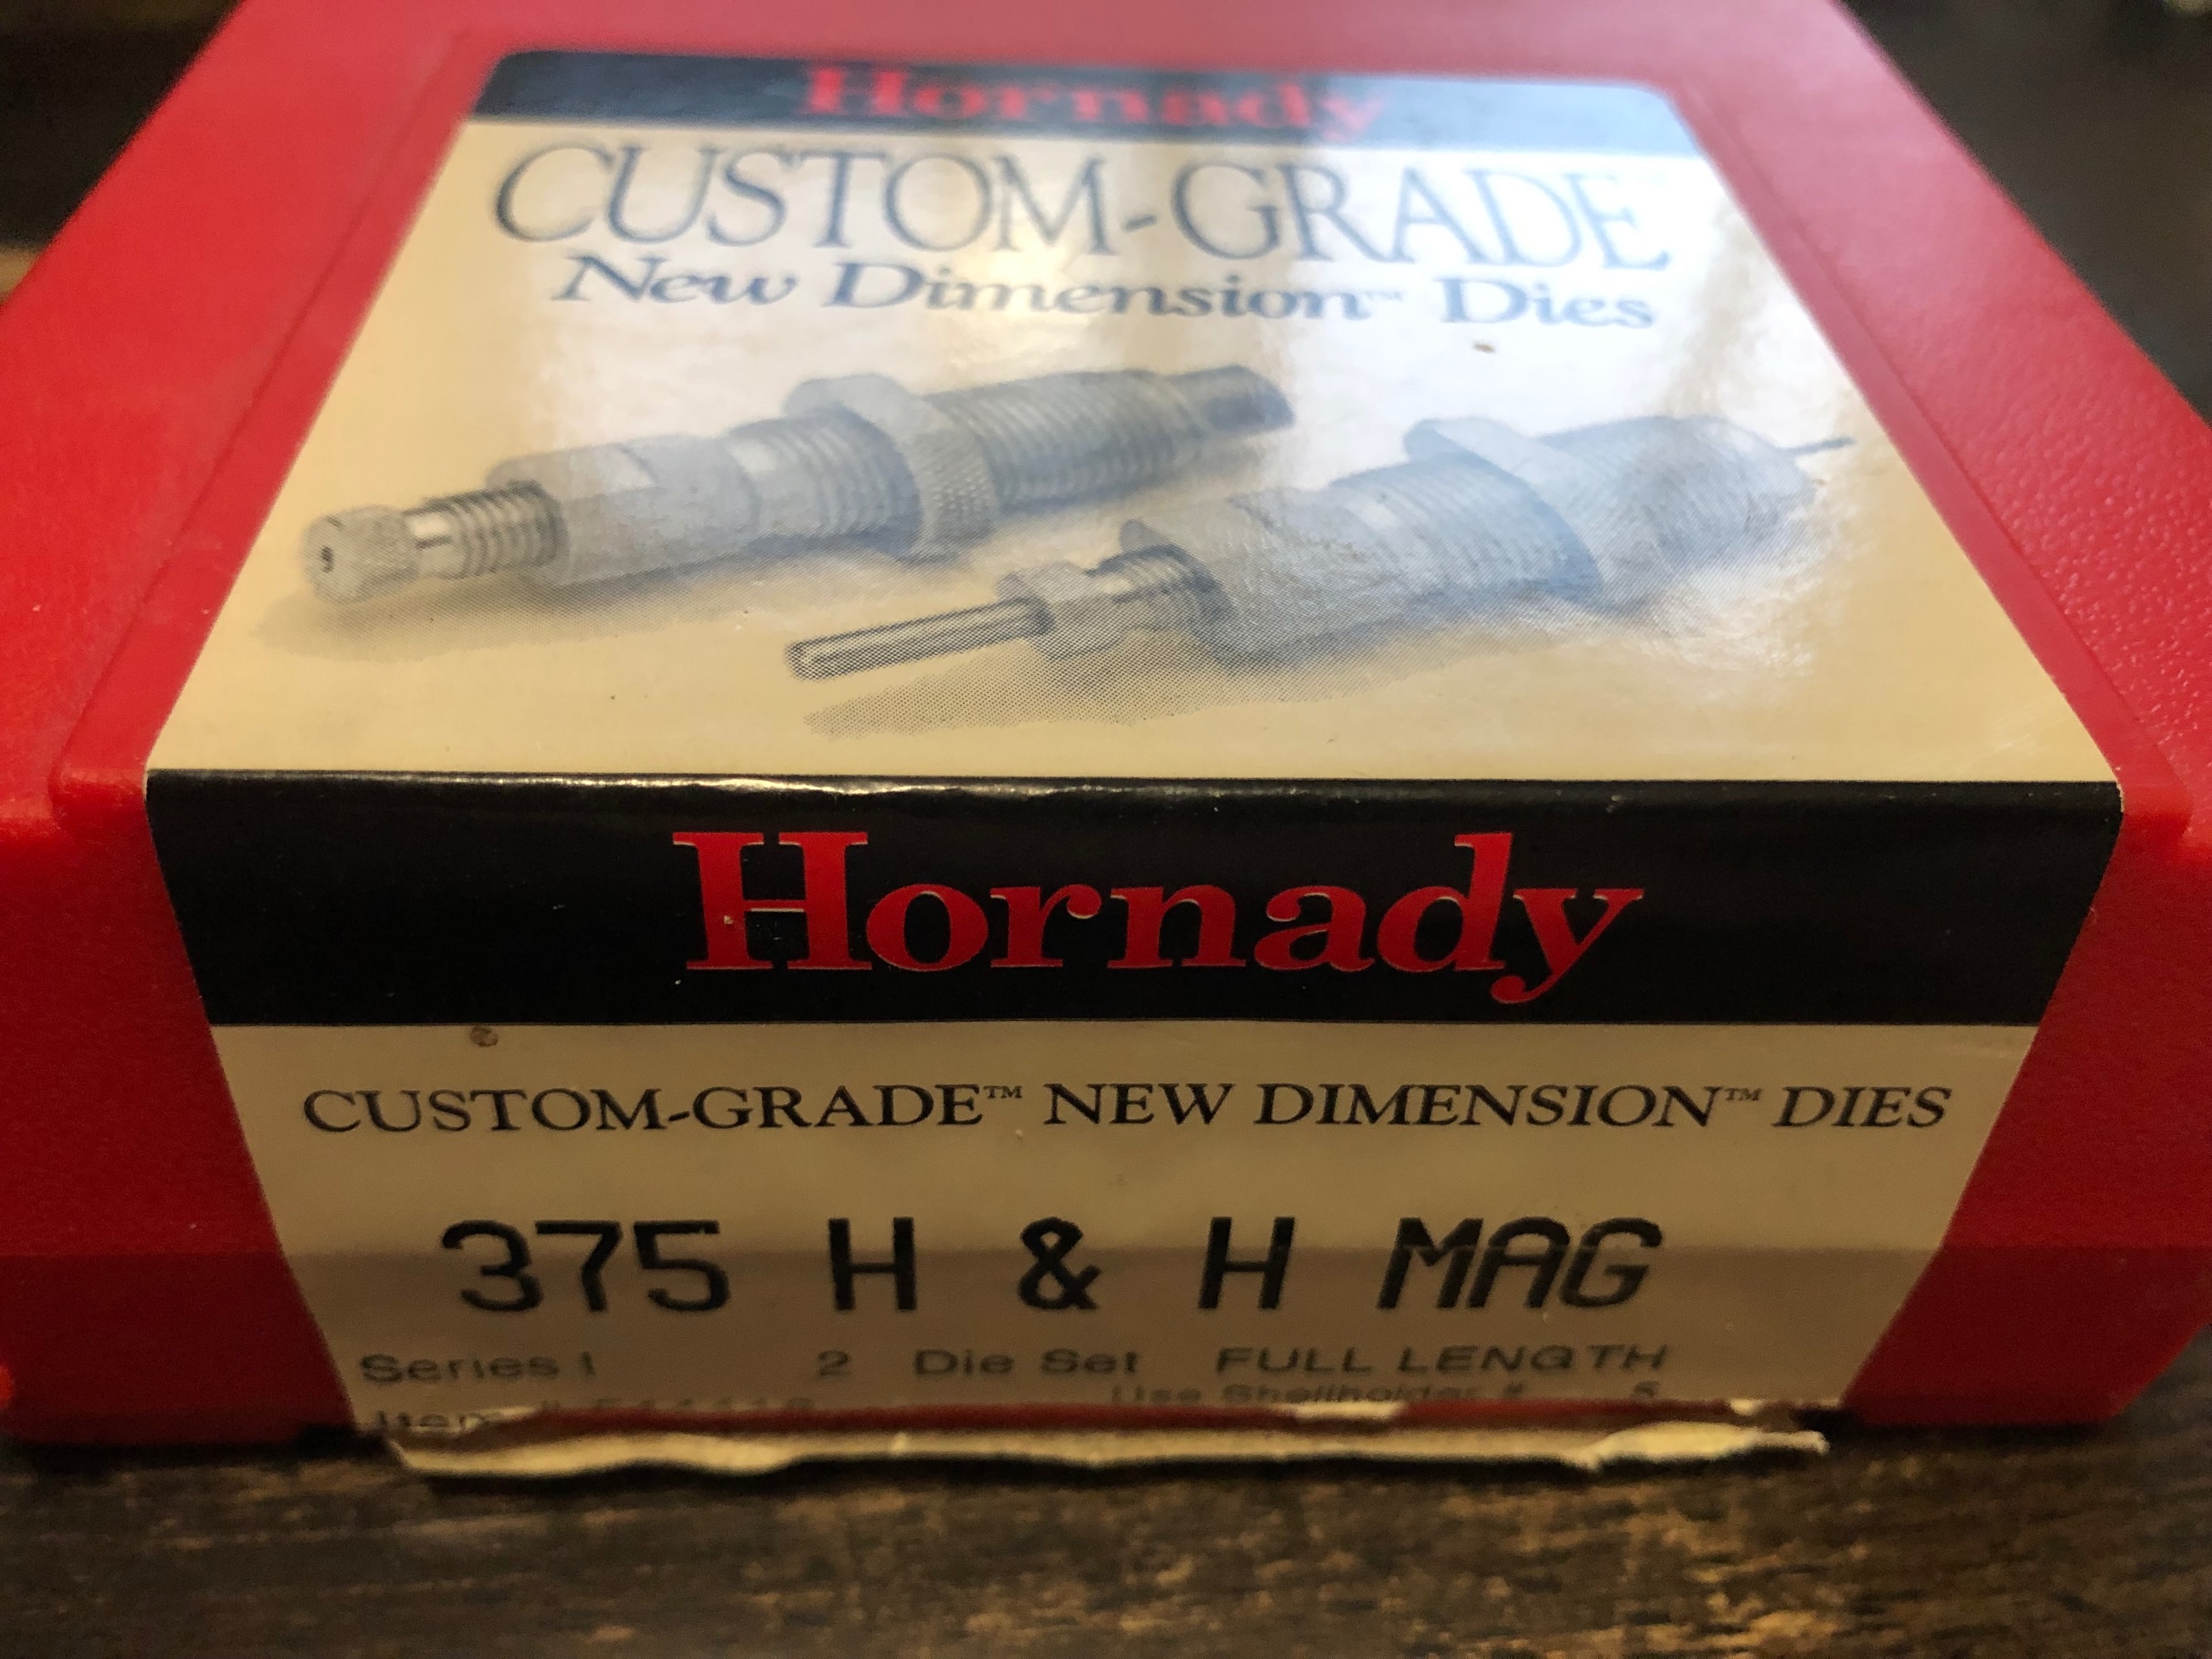 Hornady
CUSTOM-GRADE
New Dimension™ Dies
Hornady
CUSTOM-GRADE™ NEW DIMENSION™ DIES
375 H & H MAG
Series I 2 Die Set FULL LENGTH
Use Shellholder # 5
Item #